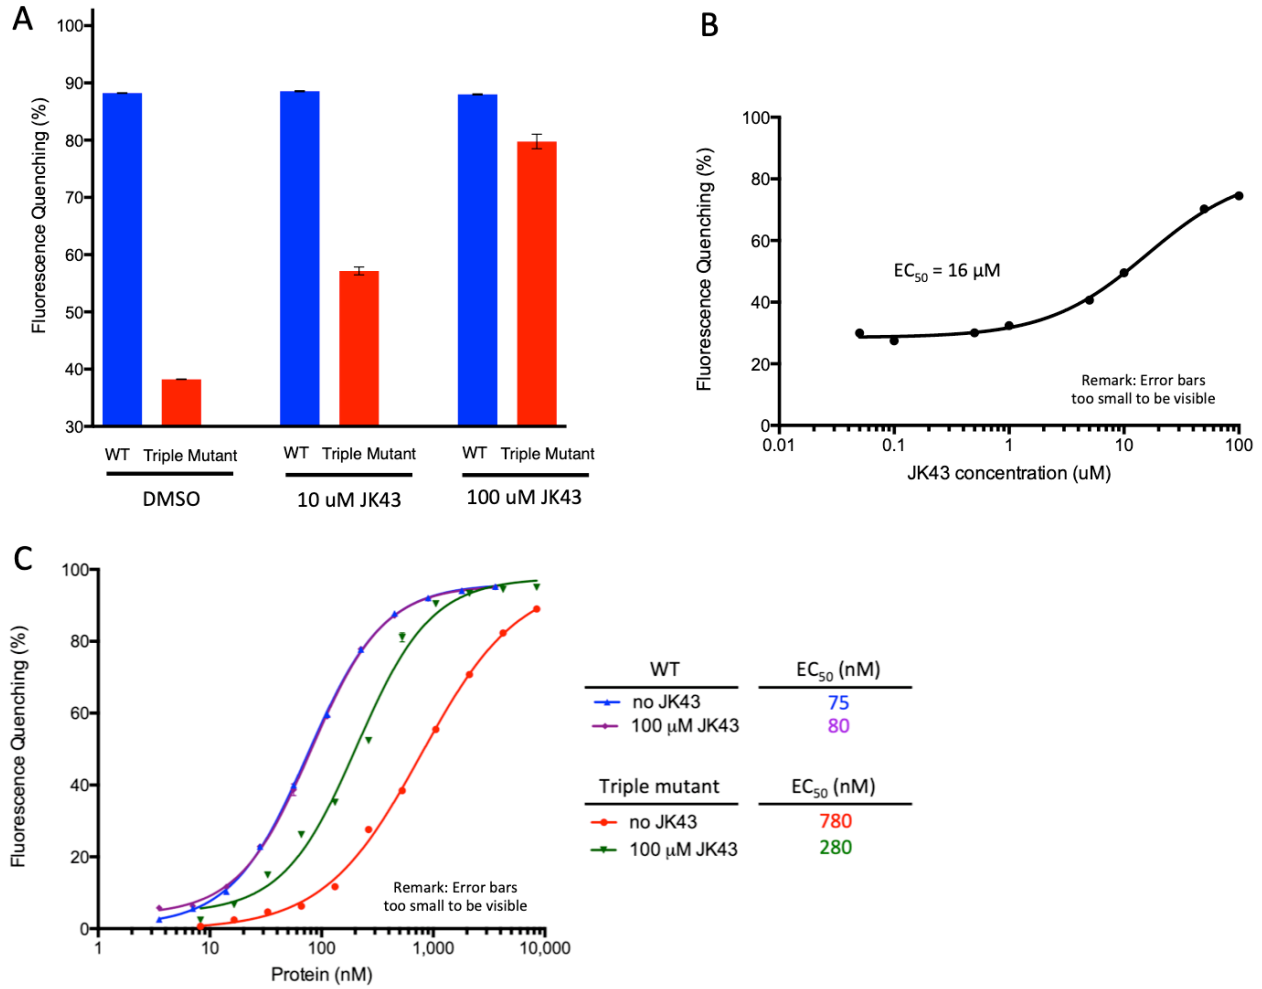 A
Fluorescence Quenching (%)
100
90
80
70
60
50
40
30
WT Triple Mutant
WT Triple Mutant
WT Triple Mutant
DMSO
10 uM JK43
100 uM JK43
B
Fluorescence Quenching (%)
100
80
60
40
20
0
EC50 = 16 µM
Remark: Error bars
too small to be visible
0.01 0.1 1 10 100
JK43 concentration (uM)
C
Fluorescence Quenching (%)
100
80
60
40
20
0
Remark: Error bars
too small to be visible
1 10 100 1,000 10,000
Protein (nM)
WT EC50 (nM)
no JK43 75
100 µM JK43 80
Triple mutant EC50 (nM)
no JK43 780
100 µM JK43 280